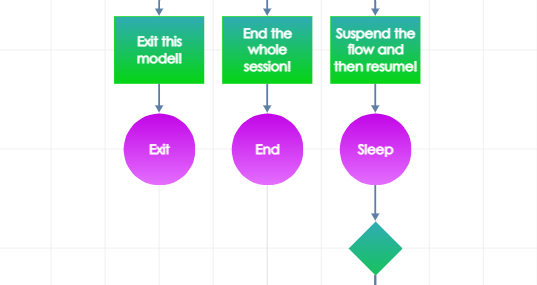 Exit this
model!
End the
whole
session!
Suspend the
flow and
then resume!
Exit
End
Sleep